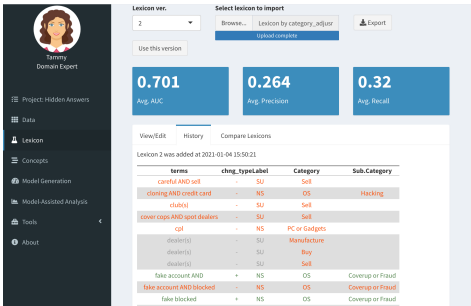 Lexicon ver.
Select lexicon to import
2
Browse...
Lexicon by category_adjusr
Export
Upload complete
Use this version
Tammy
Domain Expert
Project: Hidden Answers
Data
Lexicon
Concepts
Model Generation
Model-Assisted Analysis
Tools
About
0.701
Avg. AUC
0.264
Avg. Precision
0.32
Avg. Recall
View/Edit History Compare Lexicons
Lexicon 2 was added at 2021-01-04 15:50:21
terms chng_typeLabel Category Sub.Category
careful AND sell - SU Sell
cloning AND credit card - NS OS Hacking
club(s) - SU Sell
cover cops AND spot dealers - SU Sell
cpl - NS PC or Gadgets
dealer(s) - SU Manufacture
dealer(s) - SU Buy
dealer(s) - SU Sell
fake account AND + NS OS Coverup or Fraud
fake account AND blocked - NS OS Coverup or Fraud
fake blocked + NS OS Coverup or Fraud